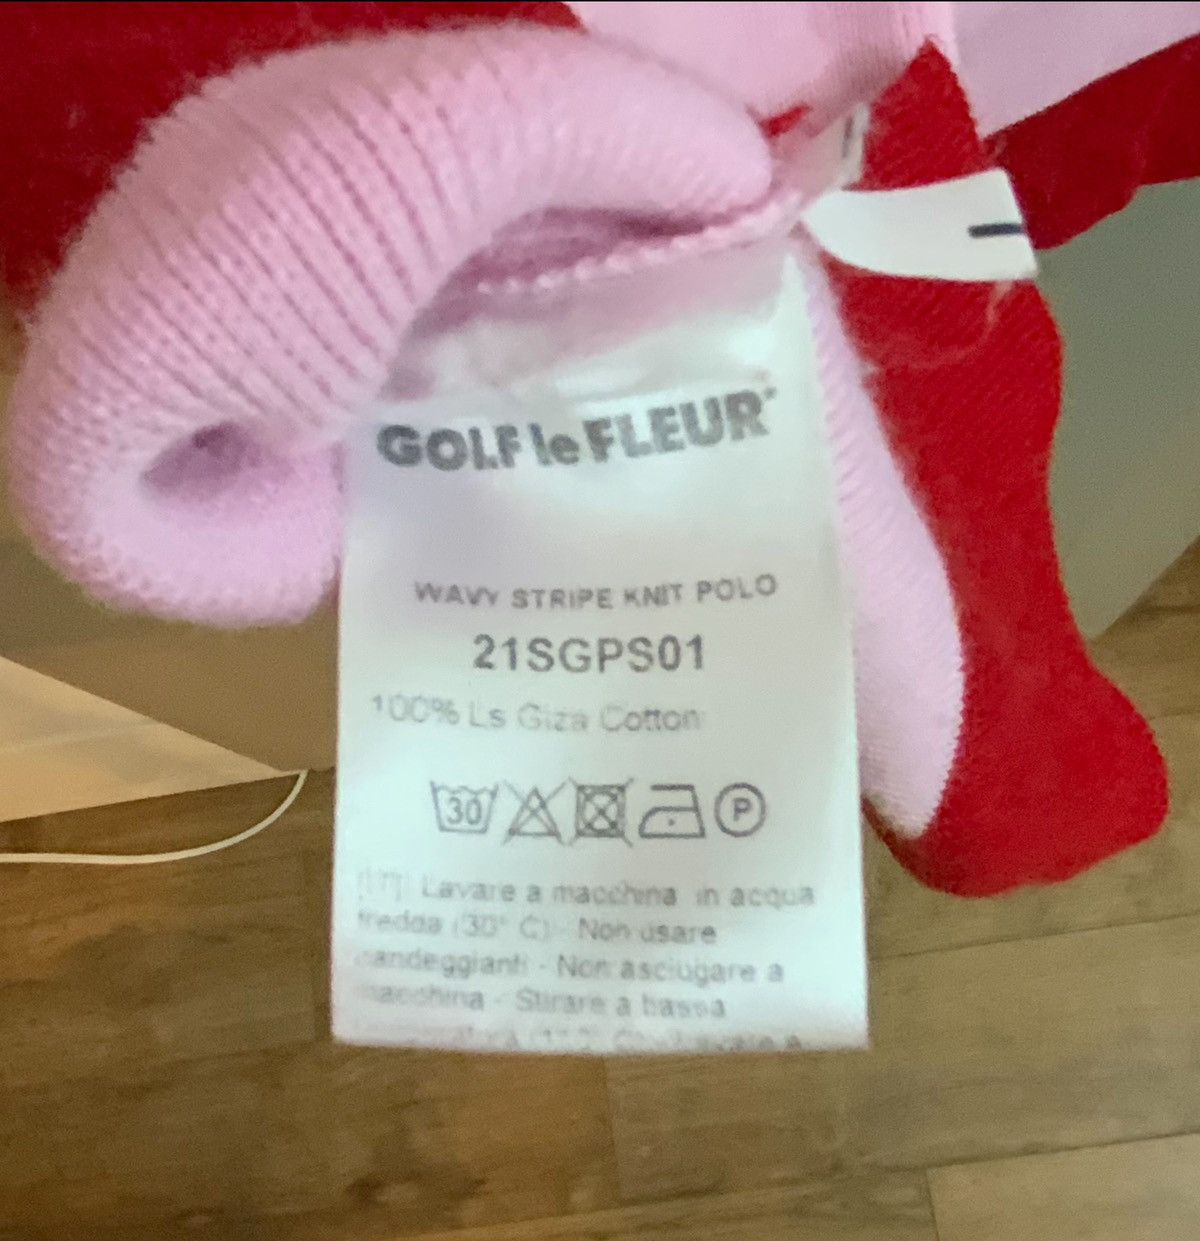 GOLF le FLEUR*
WAVY STRIPE KNIT POLO
21SGPS01
100% Ls Giza Cotton
30 P
Lavare a macchina in acqua
fredda (30° C) - Non usare
candeggianti - Non asciugare a
macchina - Stirare a bassa